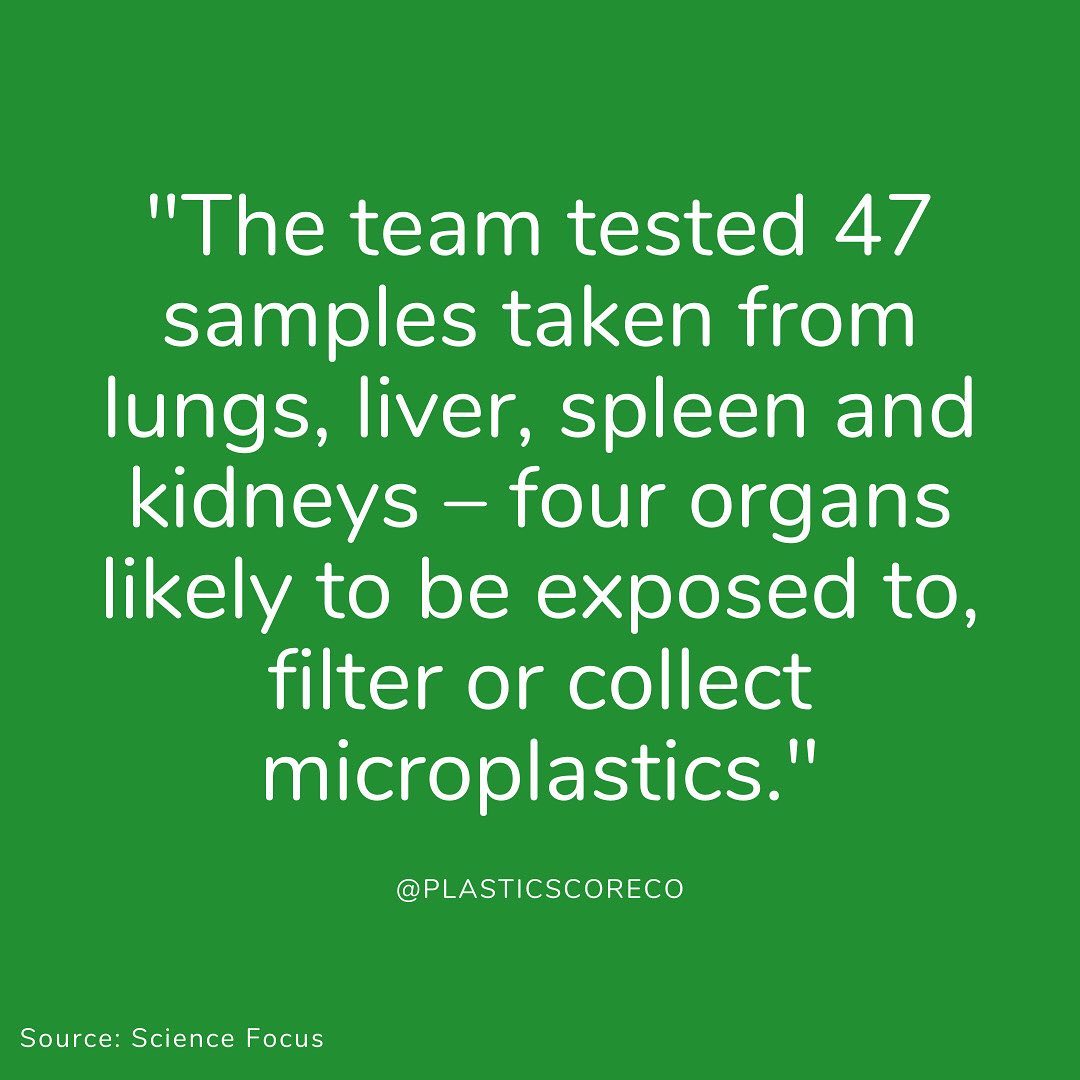 "The team tested 47
samples taken from
lungs, liver, spleen and
kidneys – four organs
likely to be exposed to,
filter or collect
microplastics."
@PLASTICSCORECO
Source: Science Focus